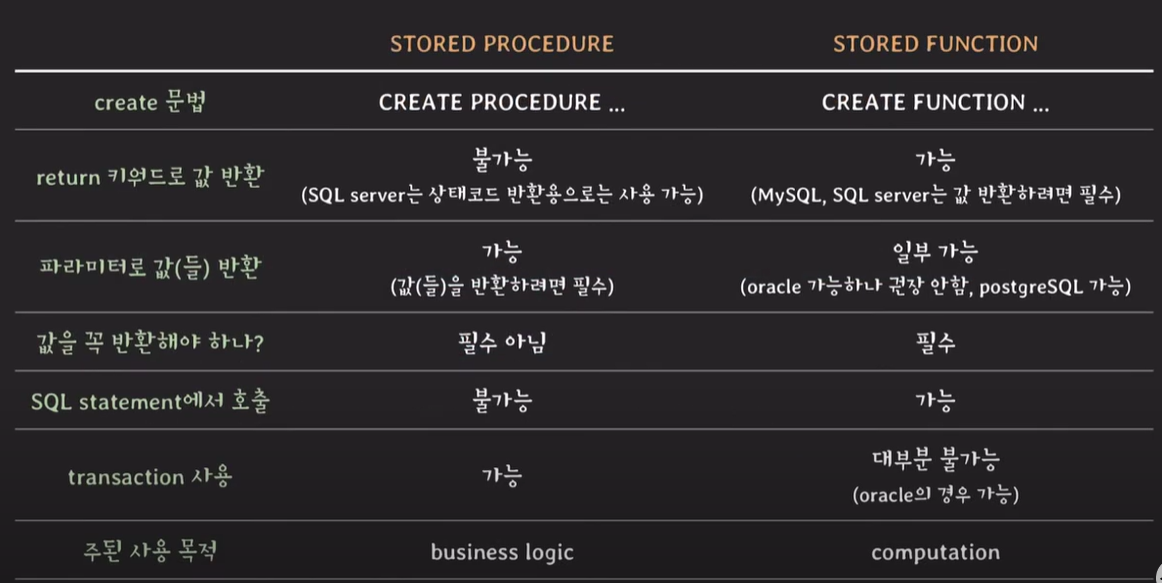 STORED PROCEDURE STORED FUNCTION
create 문법 CREATE PROCEDURE ... CREATE FUNCTION ...
return 키워드로 값 반환 불가능 가능
(SQL server는 상태코드 반환용으로는 사용 가능) (MySQL, SQL server는 값 반환하려면 필수)
파라미터로 값(들) 반환 가능 일부 가능
(값(들)을 반환하려면 필수) (oracle 가능하나 권장 안함, postgreSQL 가능)
값을 꼭 반환해야 하나? 필수 아님 필수
SQL statement에서 호출 불가능 가능
transaction 사용 가능 대부분 불가능
(oracle의 경우 가능)
주된 사용 목적 business logic computation